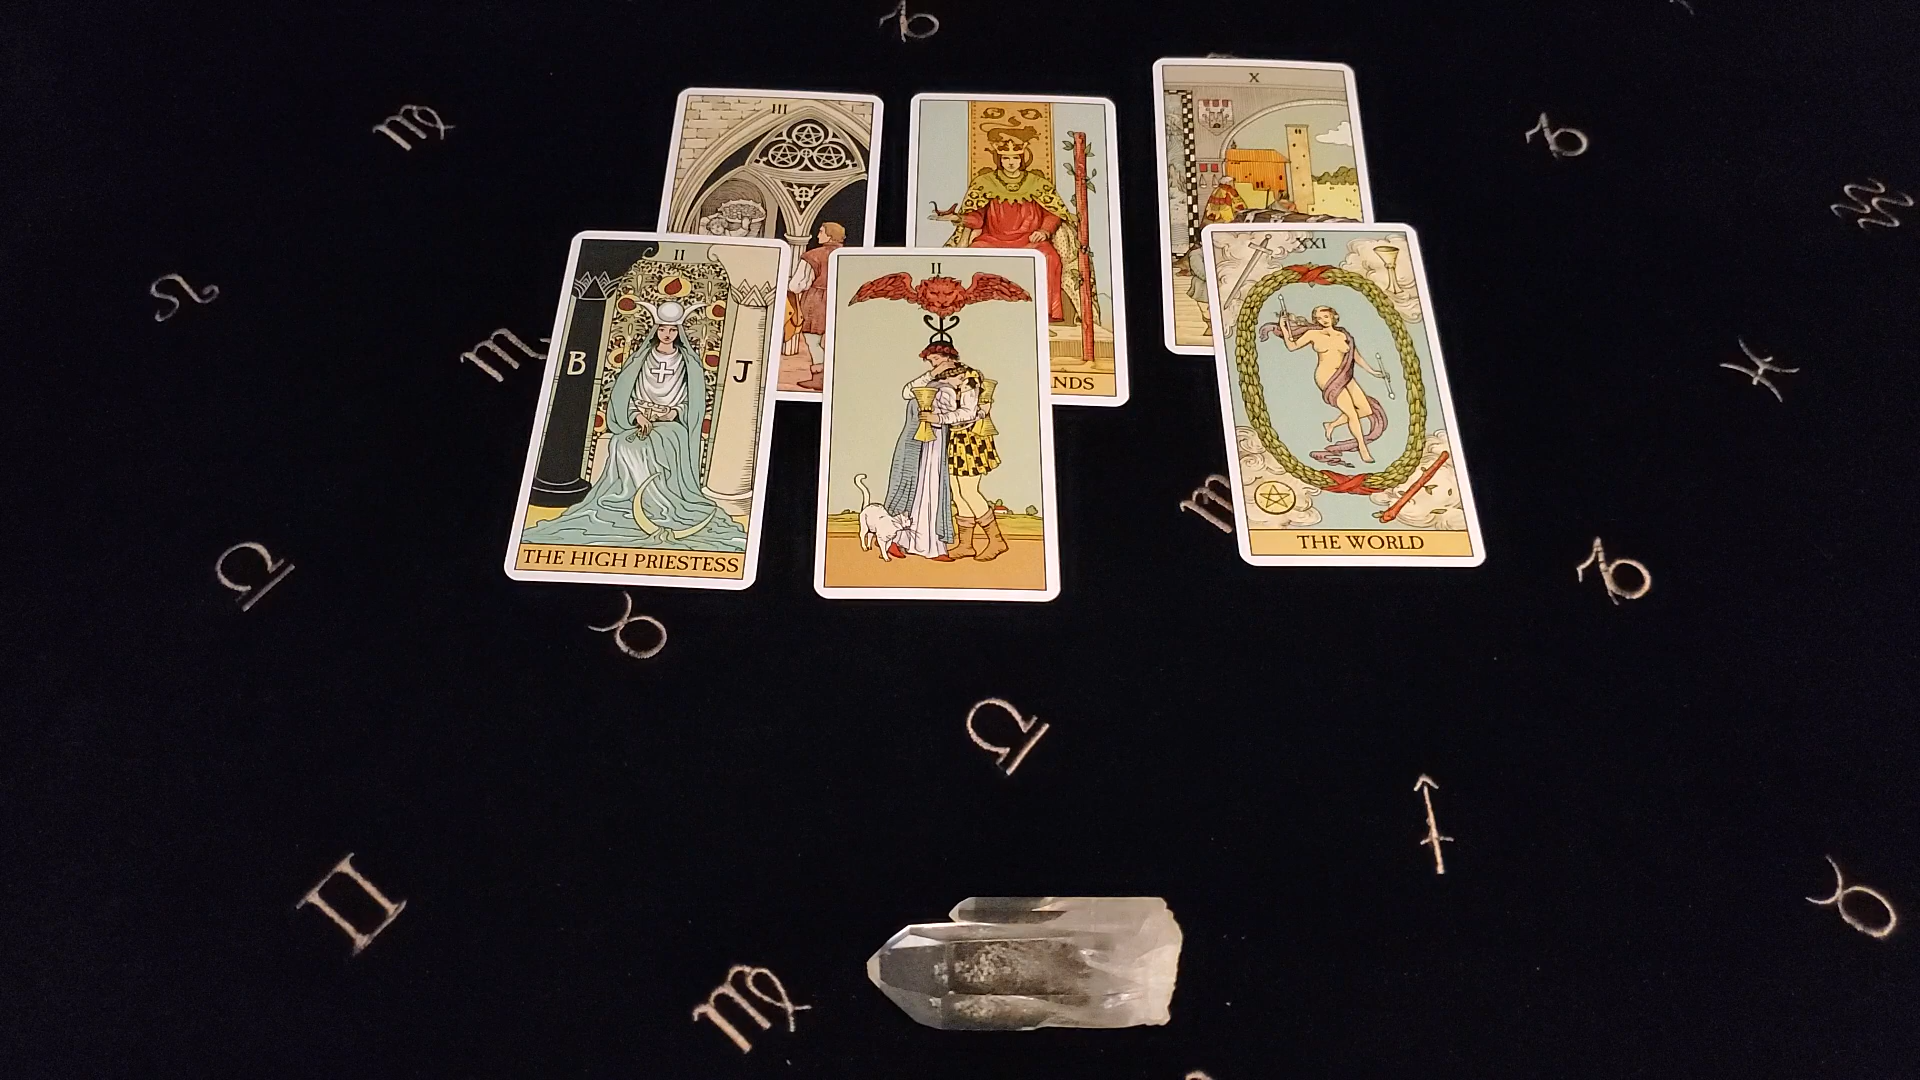 III
X
II
B
J
THE HIGH PRIESTESS
II
NDS
XXI
THE WORLD